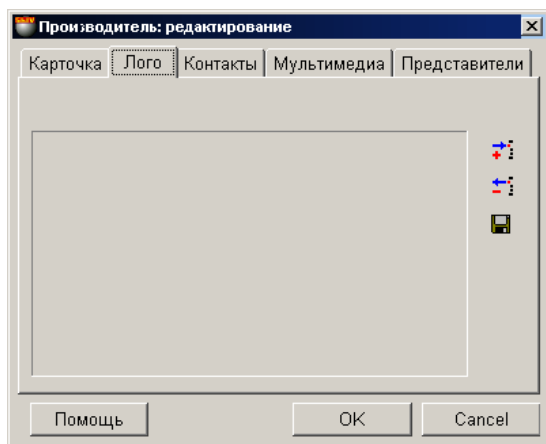 Производитель: редактирование
Карточка Лого Контакты Мультимедиа Представители
Помощь OK Cancel